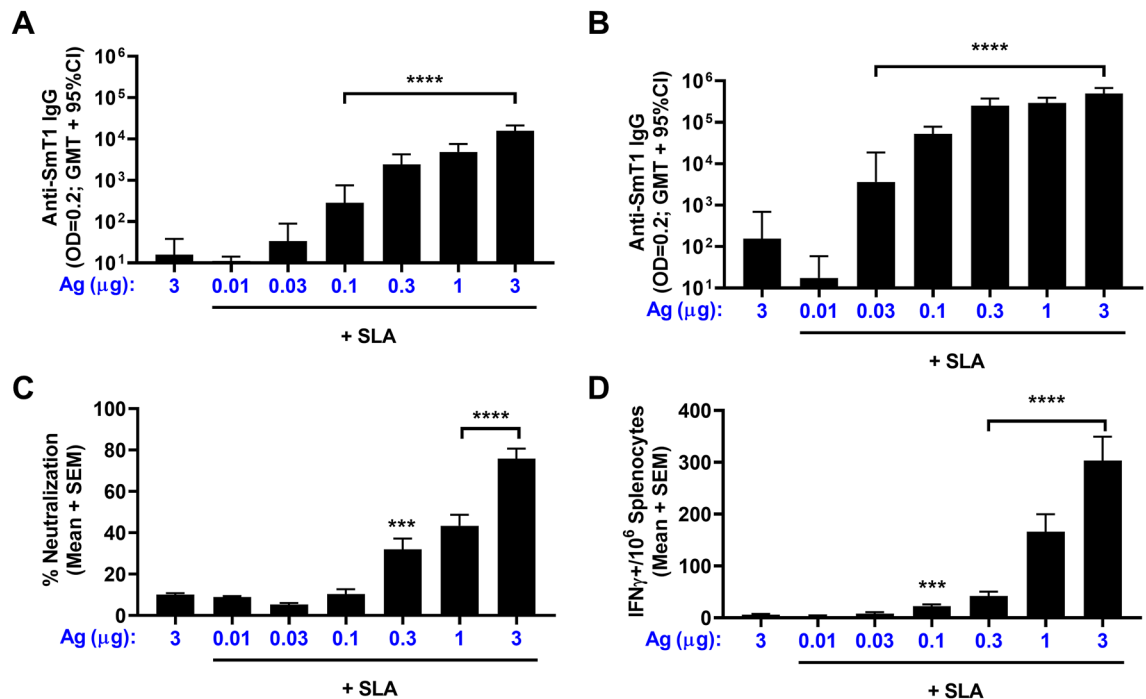 A
Anti-SmT1 IgG
(OD=0.2; GMT + 95%CI)
10⁶
10⁵
10⁴
10³
10²
10¹
****
Ag (μg): 3 0.01 0.03 0.1 0.3 1 3
+ SLA
B
Anti-SmT1 IgG
(OD=0.2; GMT + 95%CI)
10⁶
10⁵
10⁴
10³
10²
10¹
****
Ag (μg): 3 0.01 0.03 0.1 0.3 1 3
+ SLA
C
% Neutralization
(Mean + SEM)
100
80
60
40
20
0
***
****
Ag (μg): 3 0.01 0.03 0.1 0.3 1 3
+ SLA
D
IFNγ+/10⁶ Splenocytes
(Mean + SEM)
400
300
200
100
0
***
****
Ag (μg): 3 0.01 0.03 0.1 0.3 1 3
+ SLA